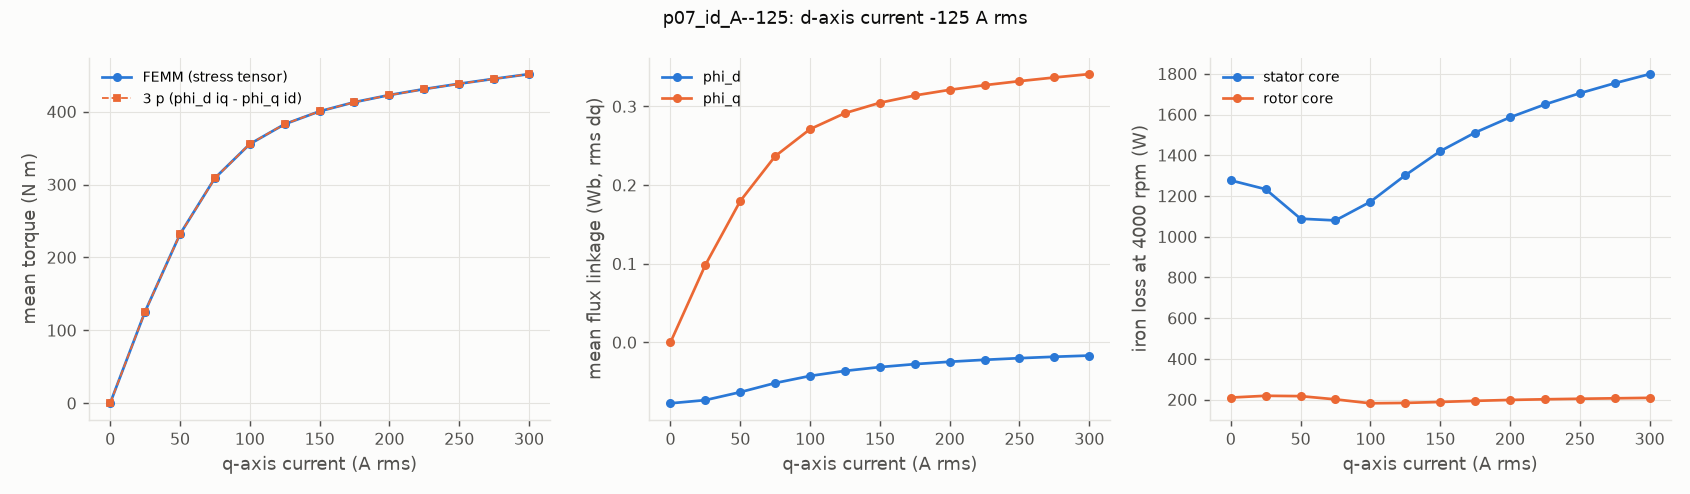 p07_id_A--125: d-axis current -125 A rms
FEMM (stress tensor)
3 p (phi_d iq - phi_q id)
mean torque (N m)
400
300
200
100
0
0 50 100 150 200 250 300
q-axis current (A rms)
phi_d
phi_q
mean flux linkage (Wb, rms dq)
0.3
0.2
0.1
0.0
0 50 100 150 200 250 300
q-axis current (A rms)
stator core
rotor core
iron loss at 4000 rpm (W)
1800
1600
1400
1200
1000
800
600
400
200
0 50 100 150 200 250 300
q-axis current (A rms)